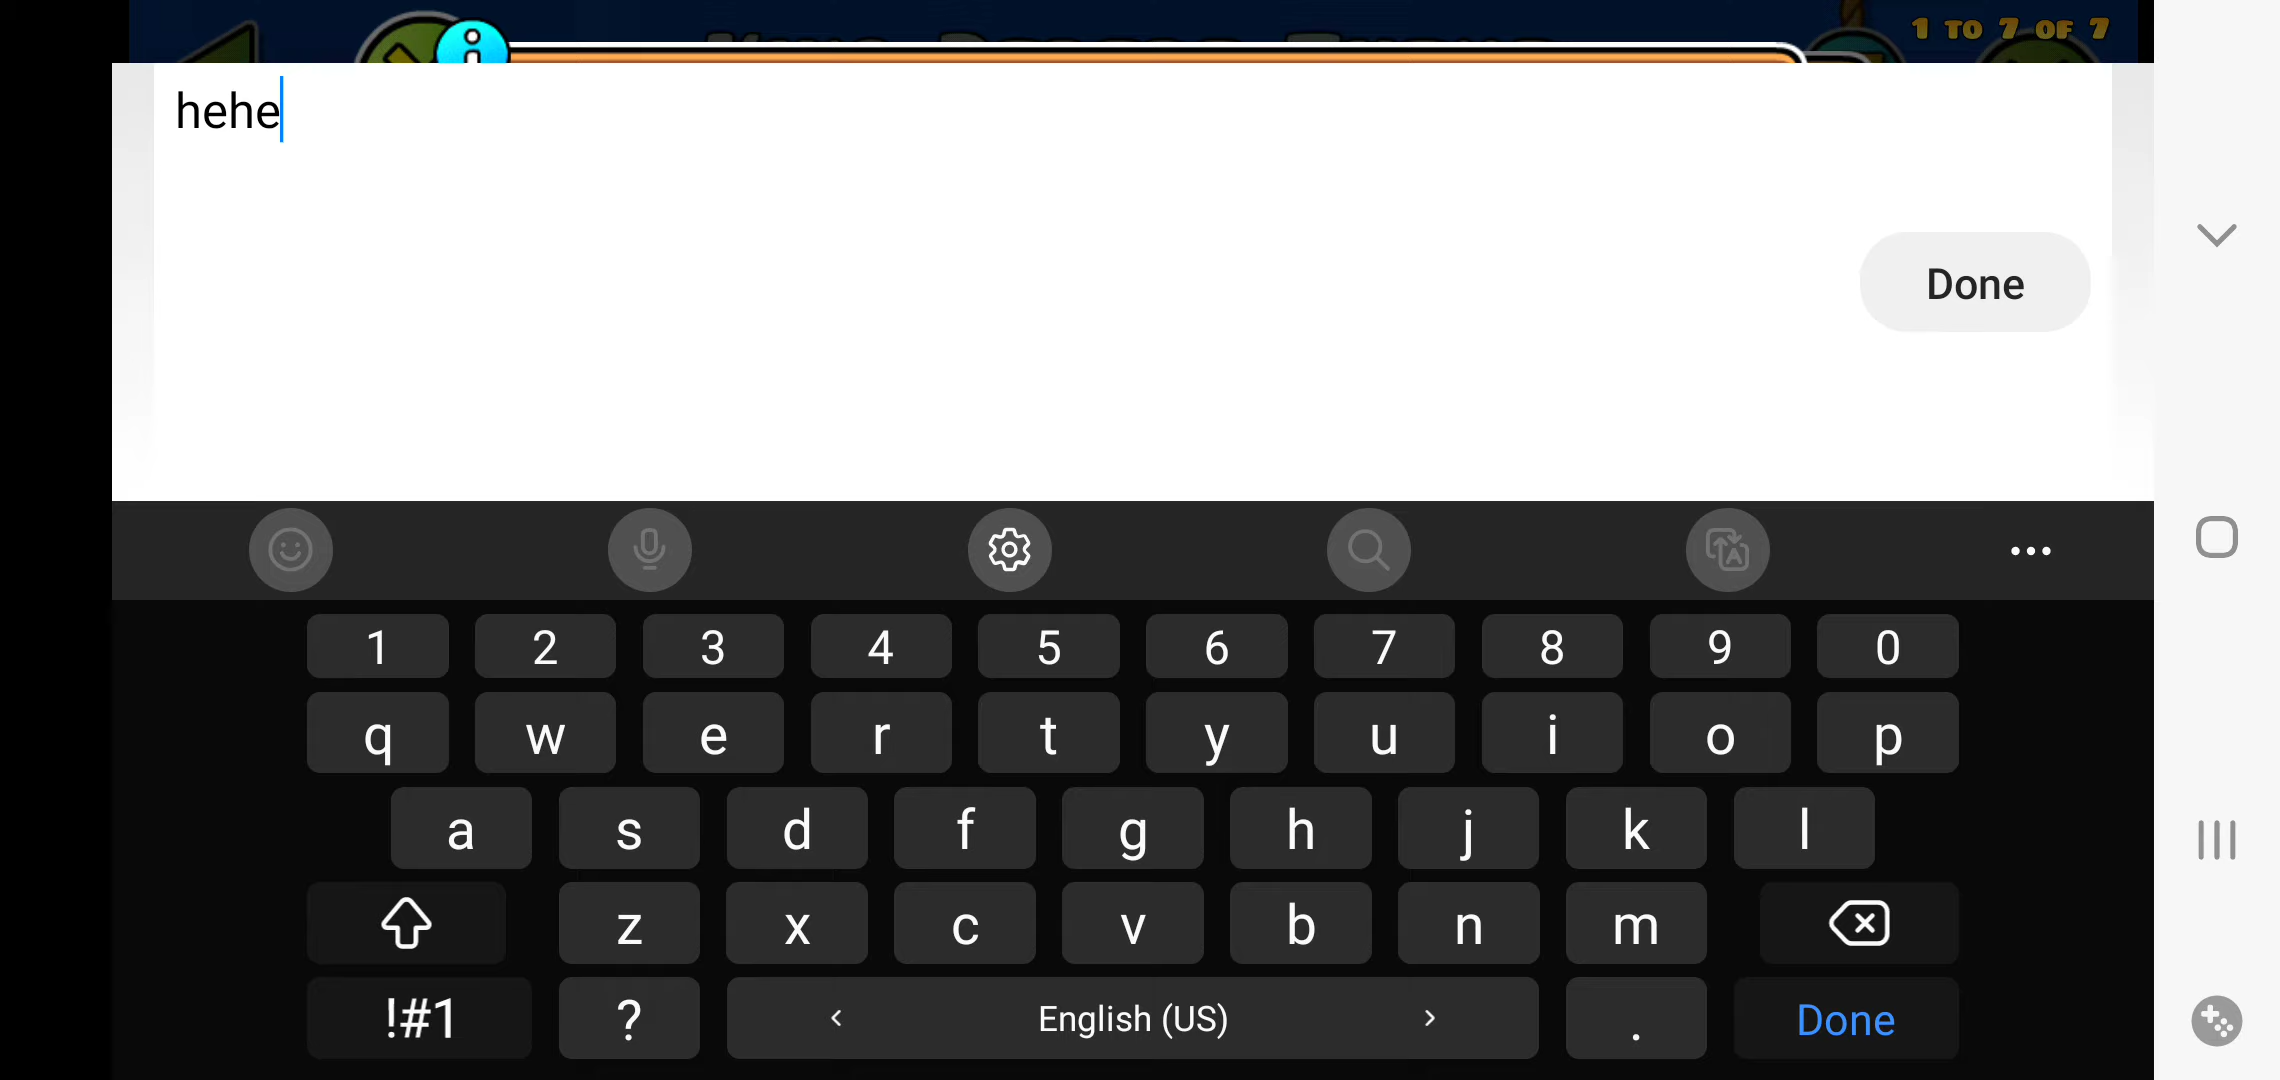 1 TO 7 OF 7
hehe
Done
1 2 3 4 5 6 7 8 9 0
q w e r t y u i o p
a s d f g h j k l
z x c v b n m
!#1 ? < English (US) > . Done